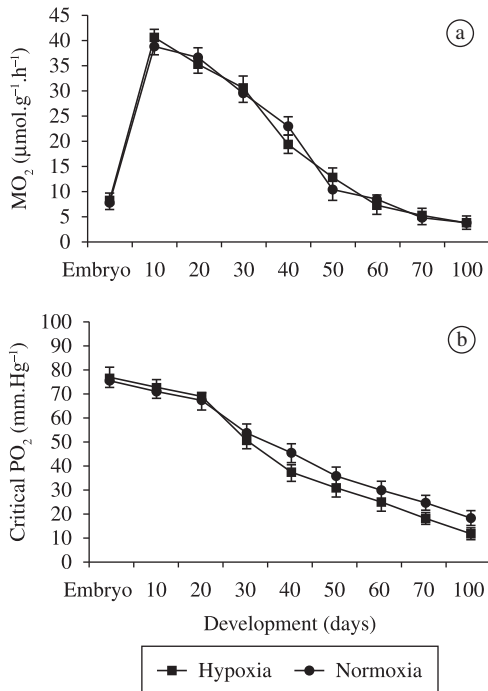 45
40
35
30
25
20
15
10
5
0
MO₂ (µmol.g⁻¹.h⁻¹)
a
Embryo 10 20 30 40 50 60 70 100
100
90
80
70
60
50
40
30
20
10
0
Critical PO₂ (mm.Hg⁻¹)
b
Embryo 10 20 30 40 50 60 70 100
Development (days)
Hypoxia Normoxia